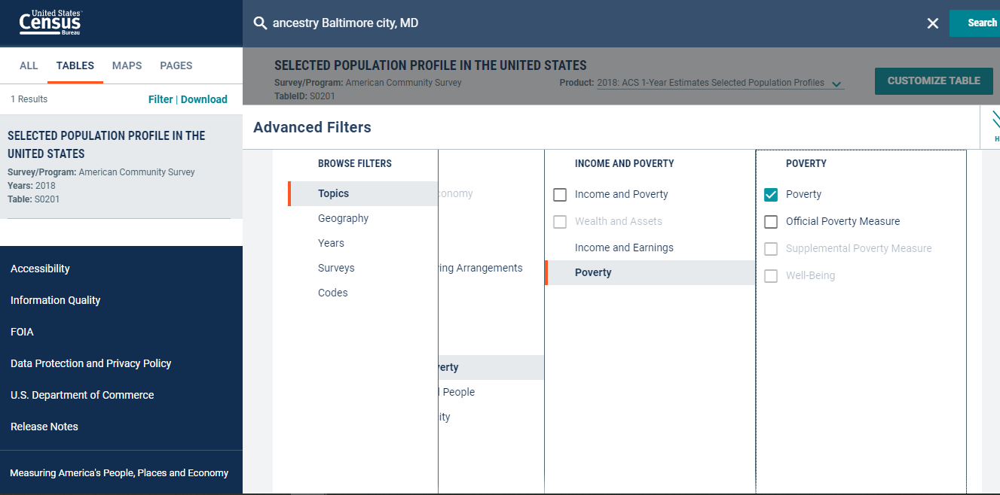 United States
Census
Bureau
ancestry Baltimore city, MD
Search
ALL TABLES MAPS PAGES
1 Results
Filter | Download
SELECTED POPULATION PROFILE IN THE
UNITED STATES
Survey/Program: American Community Survey
Years: 2018
Table: S0201
Accessibility
Information Quality
FOIA
Data Protection and Privacy Policy
U.S. Department of Commerce
Release Notes
Measuring America's People, Places and Economy
SELECTED POPULATION PROFILE IN THE UNITED STATES
Survey/Program: American Community Survey
TableID: S0201
Product: 2018: ACS 1-Year Estimates Selected Population Profiles
CUSTOMIZE TABLE
Advanced Filters
H
BROWSE FILTERS
Topics
Geography
Years
Surveys
Codes
conomy
ing Arrangements
verty
People
ity
INCOME AND POVERTY
Income and Poverty
Wealth and Assets
Income and Earnings
Poverty
POVERTY
Poverty
Official Poverty Measure
Supplemental Poverty Measure
Well-Being